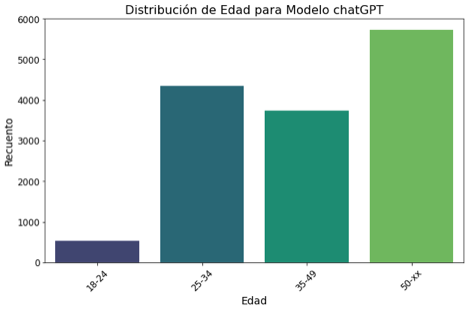 Distribución de Edad para Modelo chatGPT
Recuento
6000
5000
4000
3000
2000
1000
0
18-24
25-34
35-49
50-xx
Edad